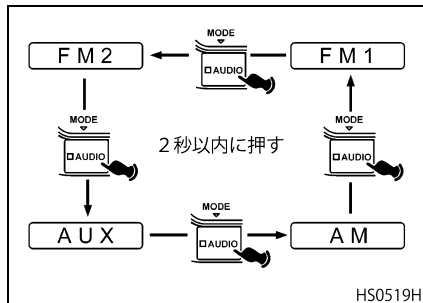 MODE
FM2
AUDIO
FM1
MODE
AUDIO
2秒以内に押す
MODE
AUDIO
MODE
AUX
AUDIO
AM
HS0519H